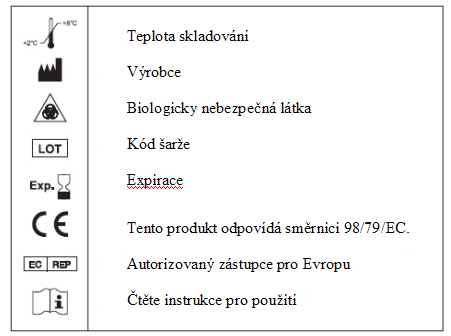 +8°C
+2°C
Teplota skladování
Výrobce
Biologicky nebezpečná látka
LOT
Kód šarže
Exp.
Expirace
CE
Tento produkt odpovídá směrnici 98/79/EC.
EC REP
Autorizovaný zástupce pro Evropu
i
Čtěte instrukce pro použití